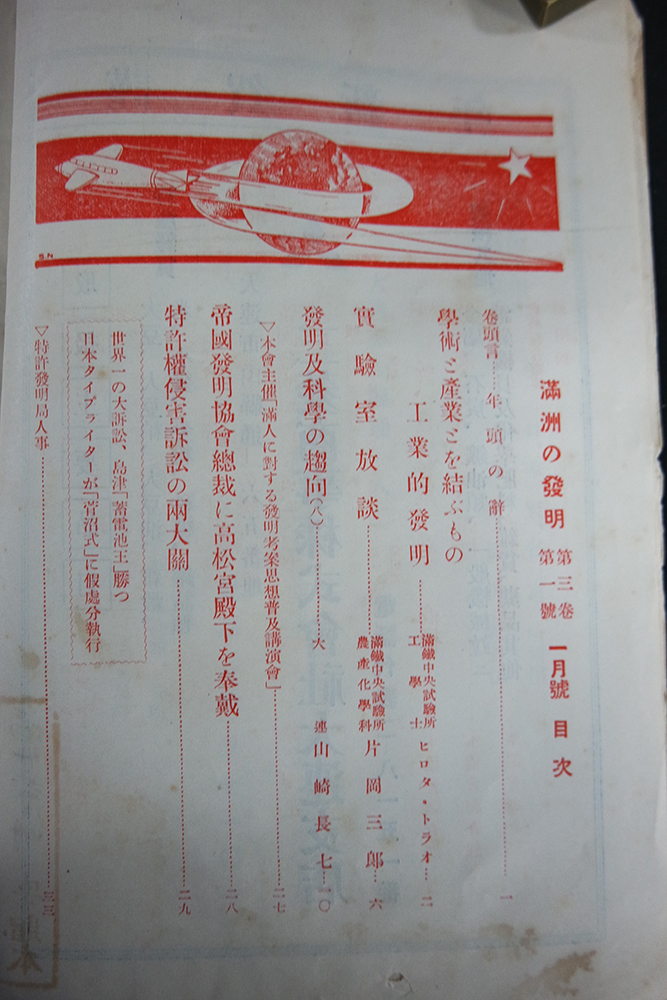 滿洲の發明 第三卷 第一號 一月號 目次
卷頭言……年頭の辭……一
學術と產業とを結ぶもの
工業的發明……滿鐵中央試驗所 工學士 ヒロタ・トラオ…二
實驗室放談……滿鐵中央試驗所 農產化學科 片岡三郎…六
發明及科學の趨向(八)……大連 山崎長七…一〇
▽本會主催「滿人に對する發明考案思想普及講演會」……二七
帝國發明協會總裁に高松宮殿下を奉戴……二八
特許權侵害訴訟の兩大關……二九
世界一の大訴訟、島津「蓄電池王」勝つ
日本タイプライターが「菅沼式」に假處分執行
▽特許發明局人事……三三
S.N